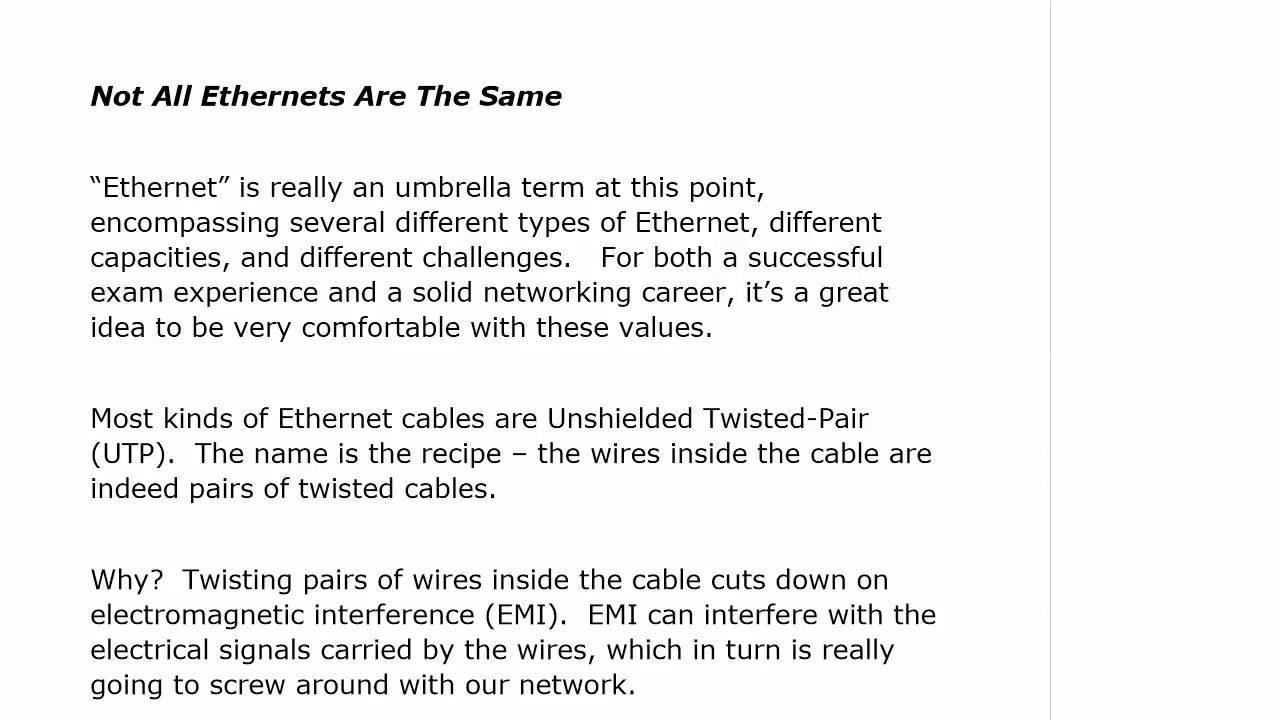 Not All Ethernets Are The Same
“Ethernet” is really an umbrella term at this point,
encompassing several different types of Ethernet, different
capacities, and different challenges.   For both a successful
exam experience and a solid networking career, it’s a great
idea to be very comfortable with these values.
Most kinds of Ethernet cables are Unshielded Twisted-Pair
(UTP).  The name is the recipe – the wires inside the cable are
indeed pairs of twisted cables.
Why?  Twisting pairs of wires inside the cable cuts down on
electromagnetic interference (EMI).  EMI can interfere with the
electrical signals carried by the wires, which in turn is really
going to screw around with our network.